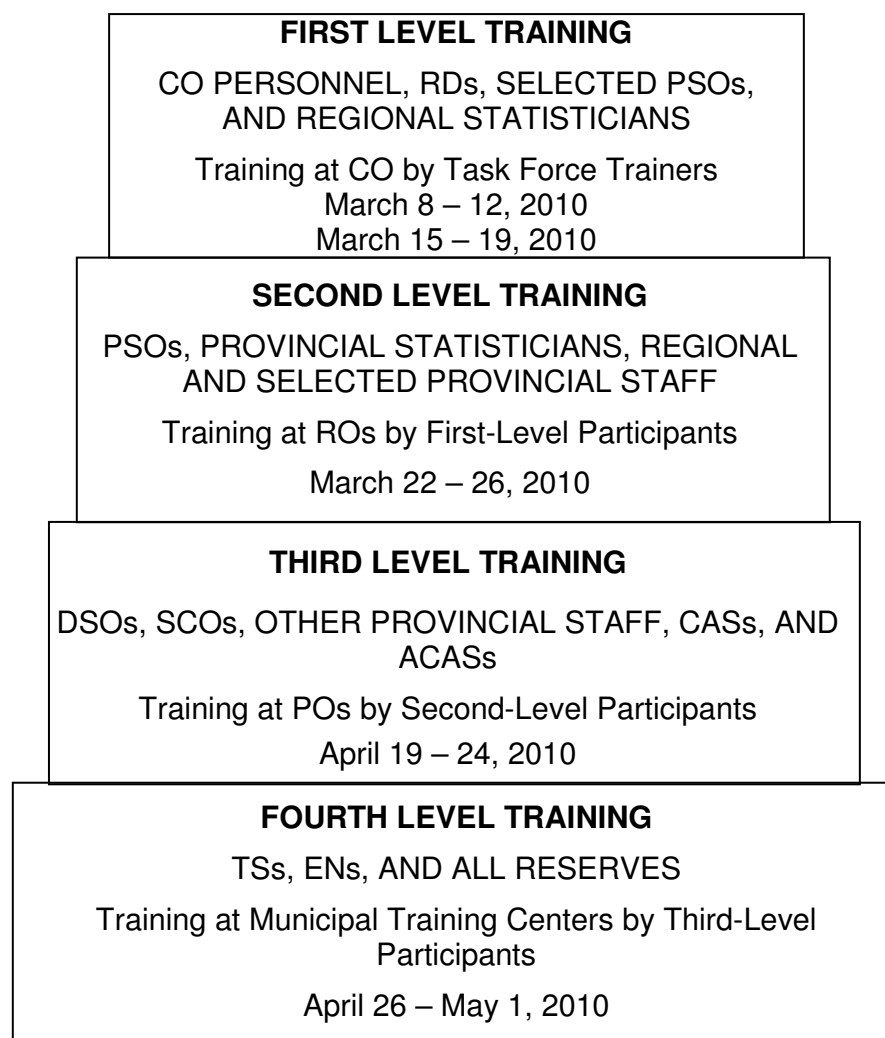 FIRST LEVEL TRAINING
CO PERSONNEL, RDs, SELECTED PSOs,
AND REGIONAL STATISTICIANS
Training at CO by Task Force Trainers
March 8 – 12, 2010
March 15 – 19, 2010
SECOND LEVEL TRAINING
PSOs, PROVINCIAL STATISTICIANS, REGIONAL
AND SELECTED PROVINCIAL STAFF
Training at ROs by First-Level Participants
March 22 – 26, 2010
THIRD LEVEL TRAINING
DSOs, SCOs, OTHER PROVINCIAL STAFF, CASs, AND
ACASs
Training at POs by Second-Level Participants
April 19 – 24, 2010
FOURTH LEVEL TRAINING
TSs, ENs, AND ALL RESERVES
Training at Municipal Training Centers by Third-Level
Participants
April 26 – May 1, 2010